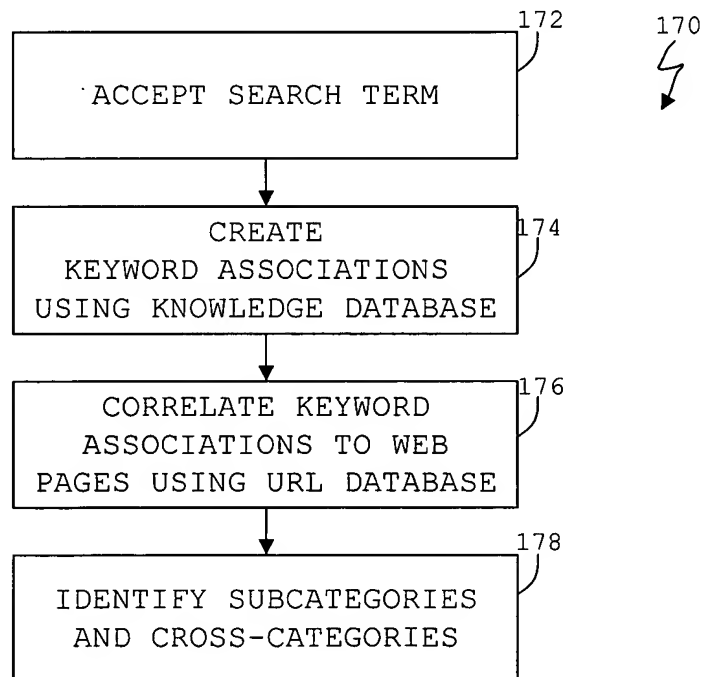 172
170
ACCEPT SEARCH TERM
174
CREATE
KEYWORD ASSOCIATIONS
USING KNOWLEDGE DATABASE
176
CORRELATE KEYWORD
ASSOCIATIONS TO WEB
PAGES USING URL DATABASE
178
IDENTIFY SUBCATEGORIES
AND CROSS-CATEGORIES